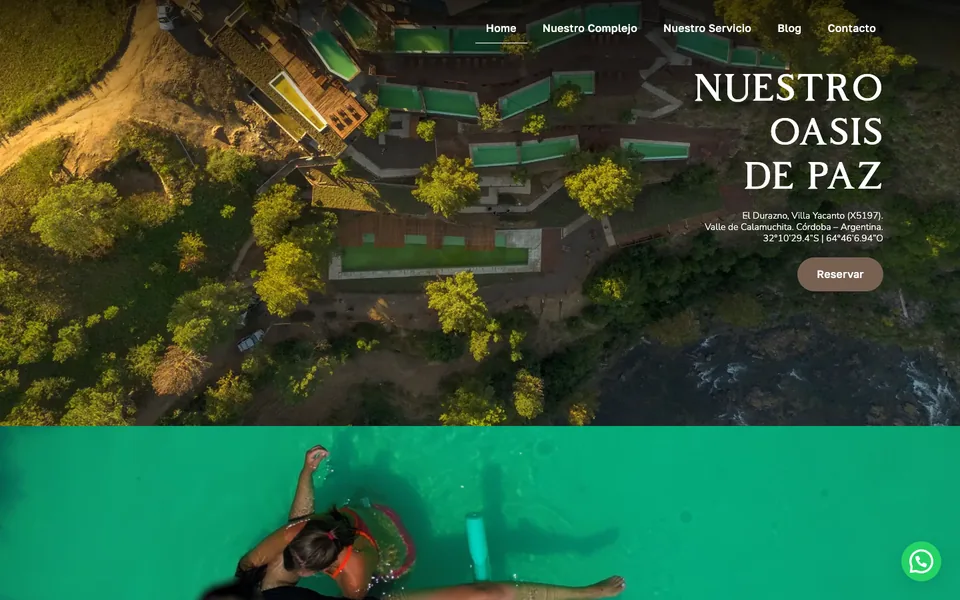 Home Nuestro Complejo Nuestro Servicio Blog Contacto
NUESTRO
OASIS
DE PAZ
El Durazno, Villa Yacanto (X5197).
Valle de Calamuchita. Córdoba – Argentina.
32°10'29.4"S | 64°46'6.94"O
Reservar